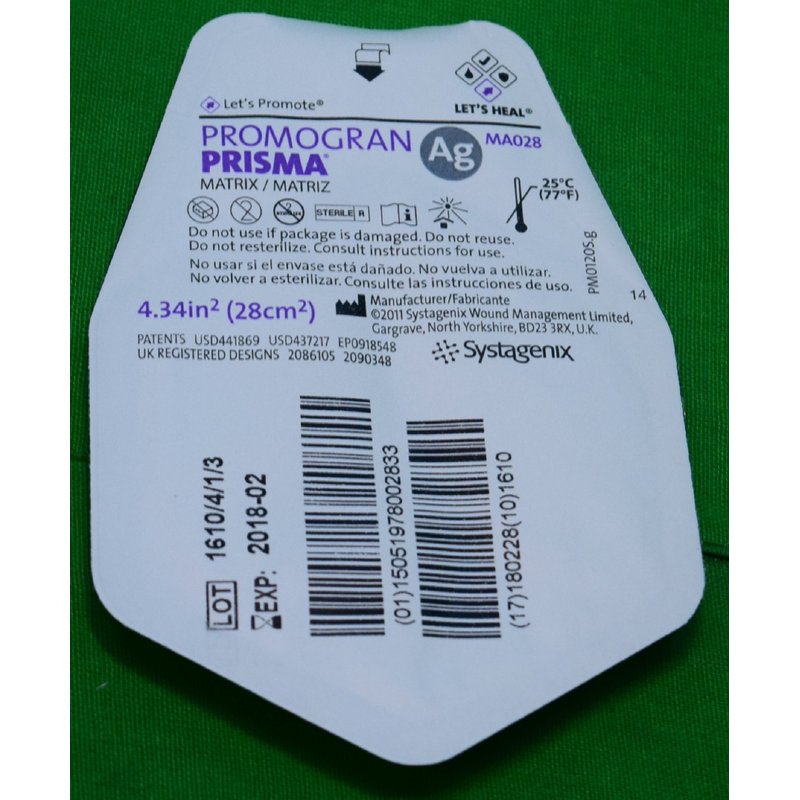 Let's Promote®
LET'S HEAL®
PROMOGRAN
PRISMA®
Ag
MA028
MATRIX / MATRIZ
25°C
(77°F)
2
STERILE R
i
Do not use if package is damaged. Do not reuse.
Do not resterilize. Consult instructions for use.
No usar si el envase está dañado. No vuelva a utilizar.
No volver a esterilizar. Consulte las instrucciones de uso.
PM0120S.g
14
4.34in² (28cm²)
Manufacturer/Fabricante
©2011 Systagenix Wound Management Limited,
Gargrave, North Yorkshire, BD23 3RX, U.K.
PATENTS USD441869 USD437217 EP0918548
UK REGISTERED DESIGNS 2086105 2090348
Systagenix
LOT 1610/4/1/3
EXP: 2018-02
(01)15051978002833
(17)180228(10)1610